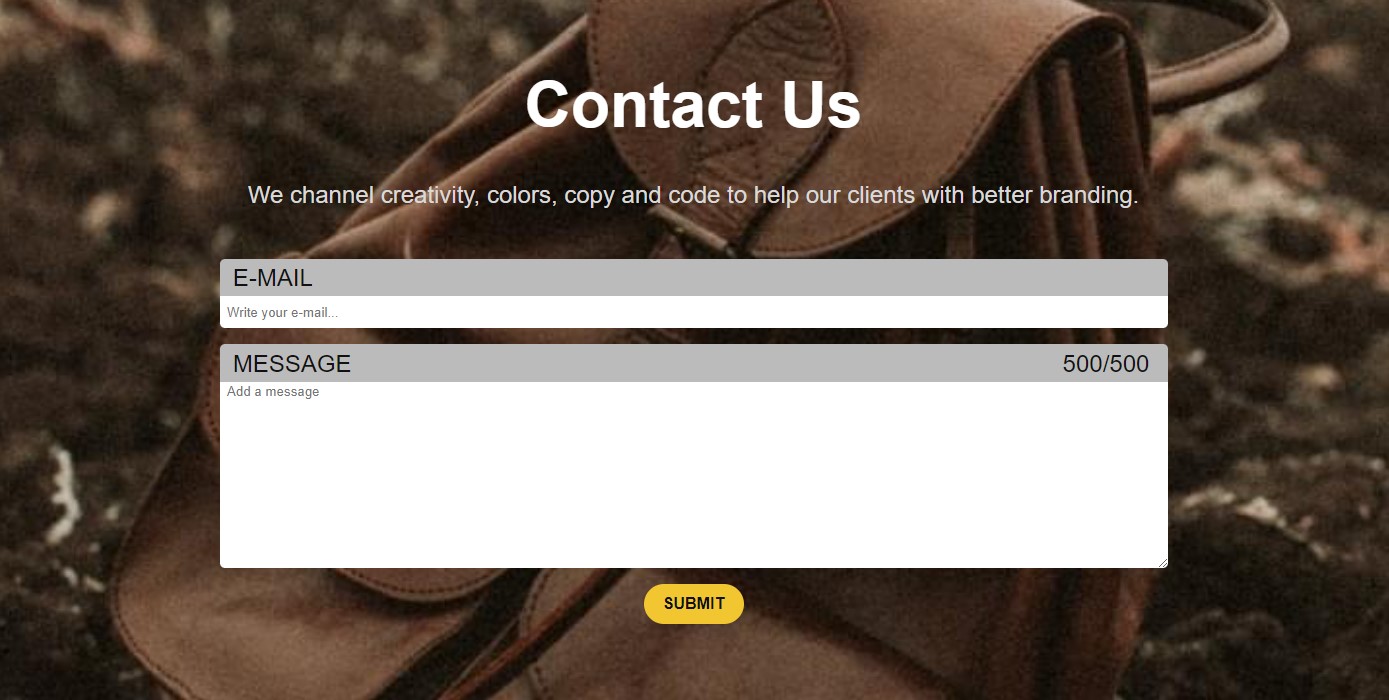 Contact Us
We channel creativity, colors, copy and code to help our clients with better branding.
E-MAIL
Write your e-mail...
MESSAGE 500/500
Add a message
SUBMIT